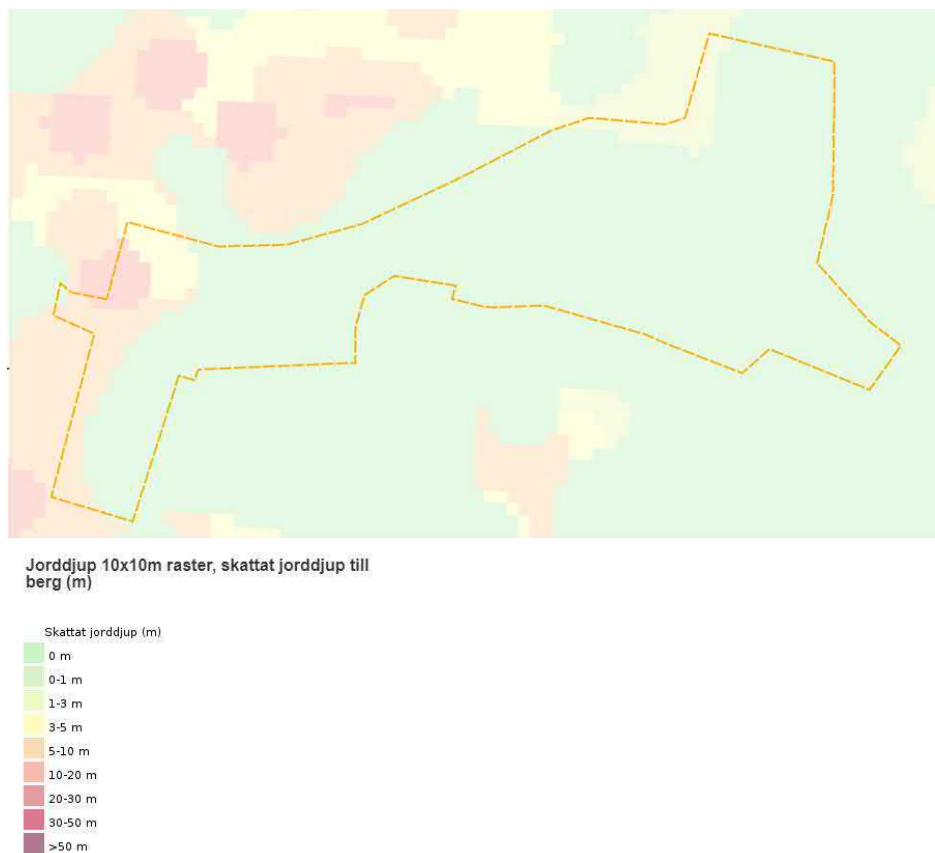 Jorddjup 10x10m raster, skattat jorddjup till
berg (m)
Skattat jorddjup (m)
0 m
0-1 m
1-3 m
3-5 m
5-10 m
10-20 m
20-30 m
30-50 m
>50 m